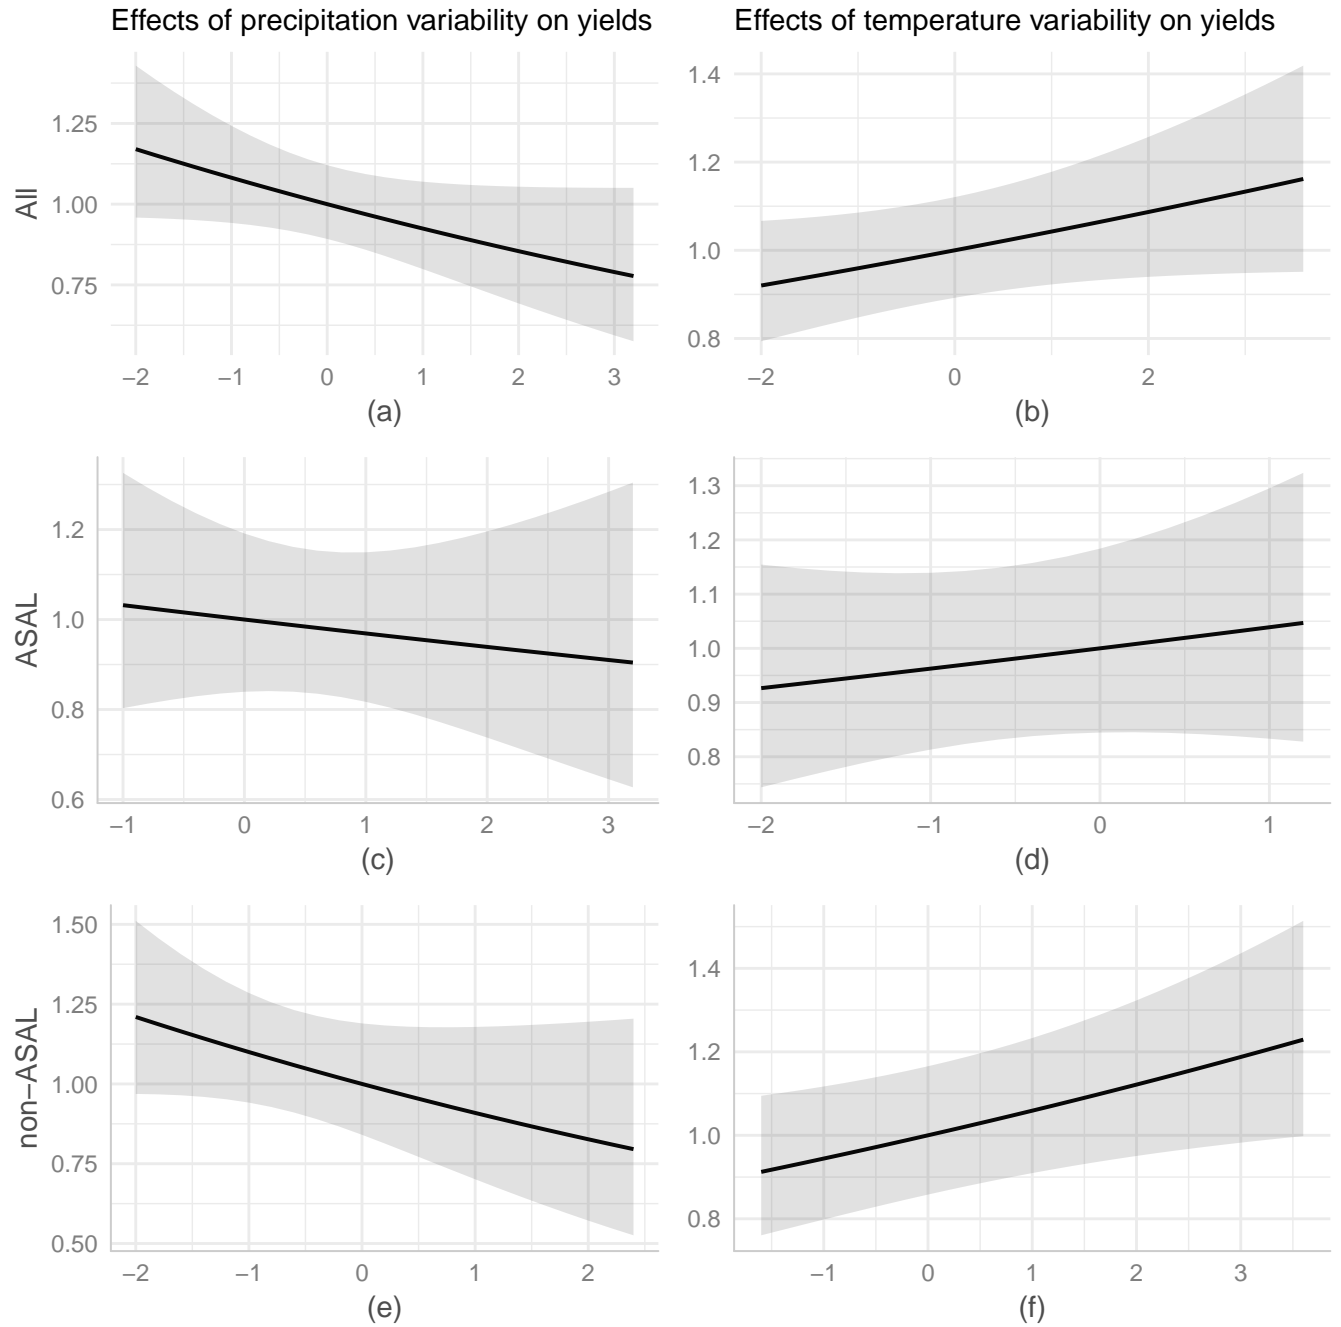 Effects of precipitation variability on yields
Effects of temperature variability on yields
All
1.25
1.00
0.75
−2 −1 0 1 2 3
(a)
1.4
1.2
1.0
0.8
−2 0 2
(b)
ASAL
1.2
1.0
0.8
0.6
−1 0 1 2 3
(c)
1.3
1.2
1.1
1.0
0.9
0.8
−2 −1 0 1
(d)
non−ASAL
1.50
1.25
1.00
0.75
0.50
−2 −1 0 1 2
(e)
1.4
1.2
1.0
0.8
−1 0 1 2 3
(f)